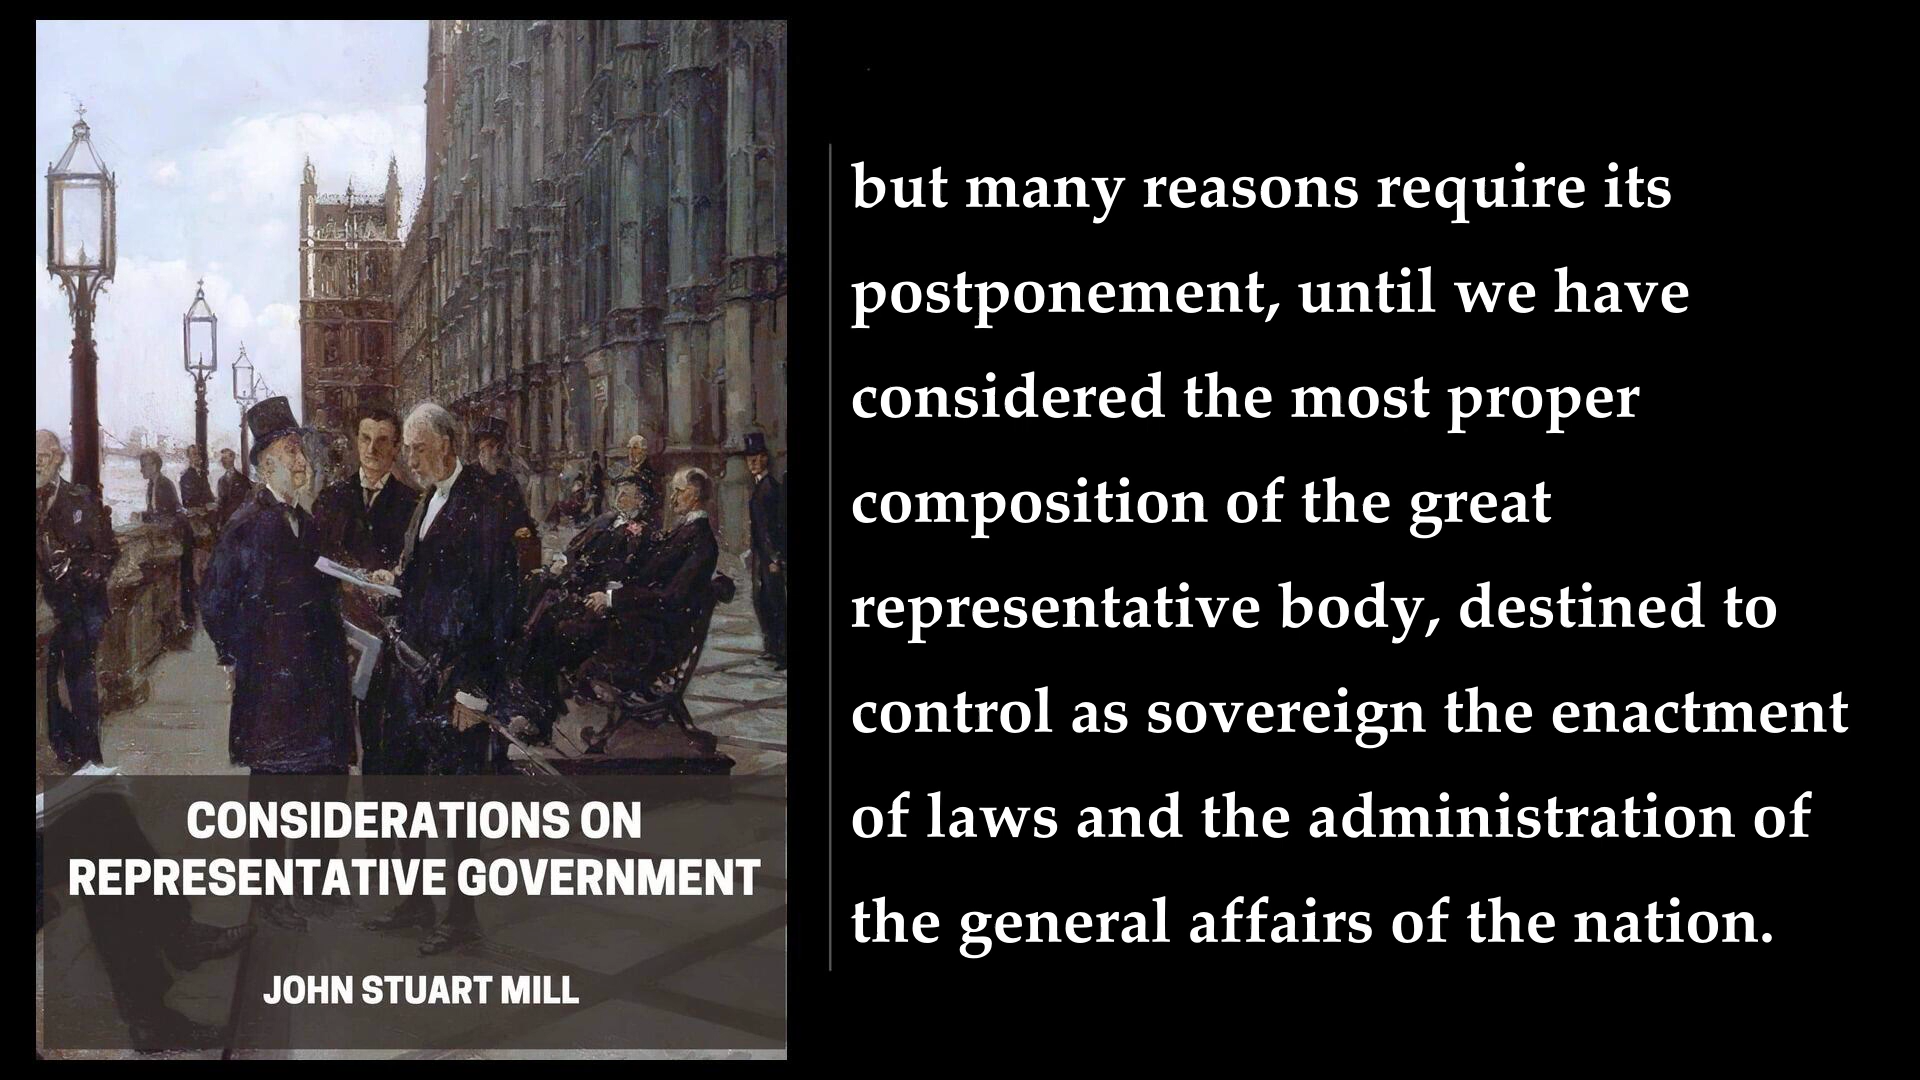 CONSIDERATIONS ON
REPRESENTATIVE GOVERNMENT
JOHN STUART MILL
but many reasons require its
postponement, until we have
considered the most proper
composition of the great
representative body, destined to
control as sovereign the enactment
of laws and the administration of
the general affairs of the nation.